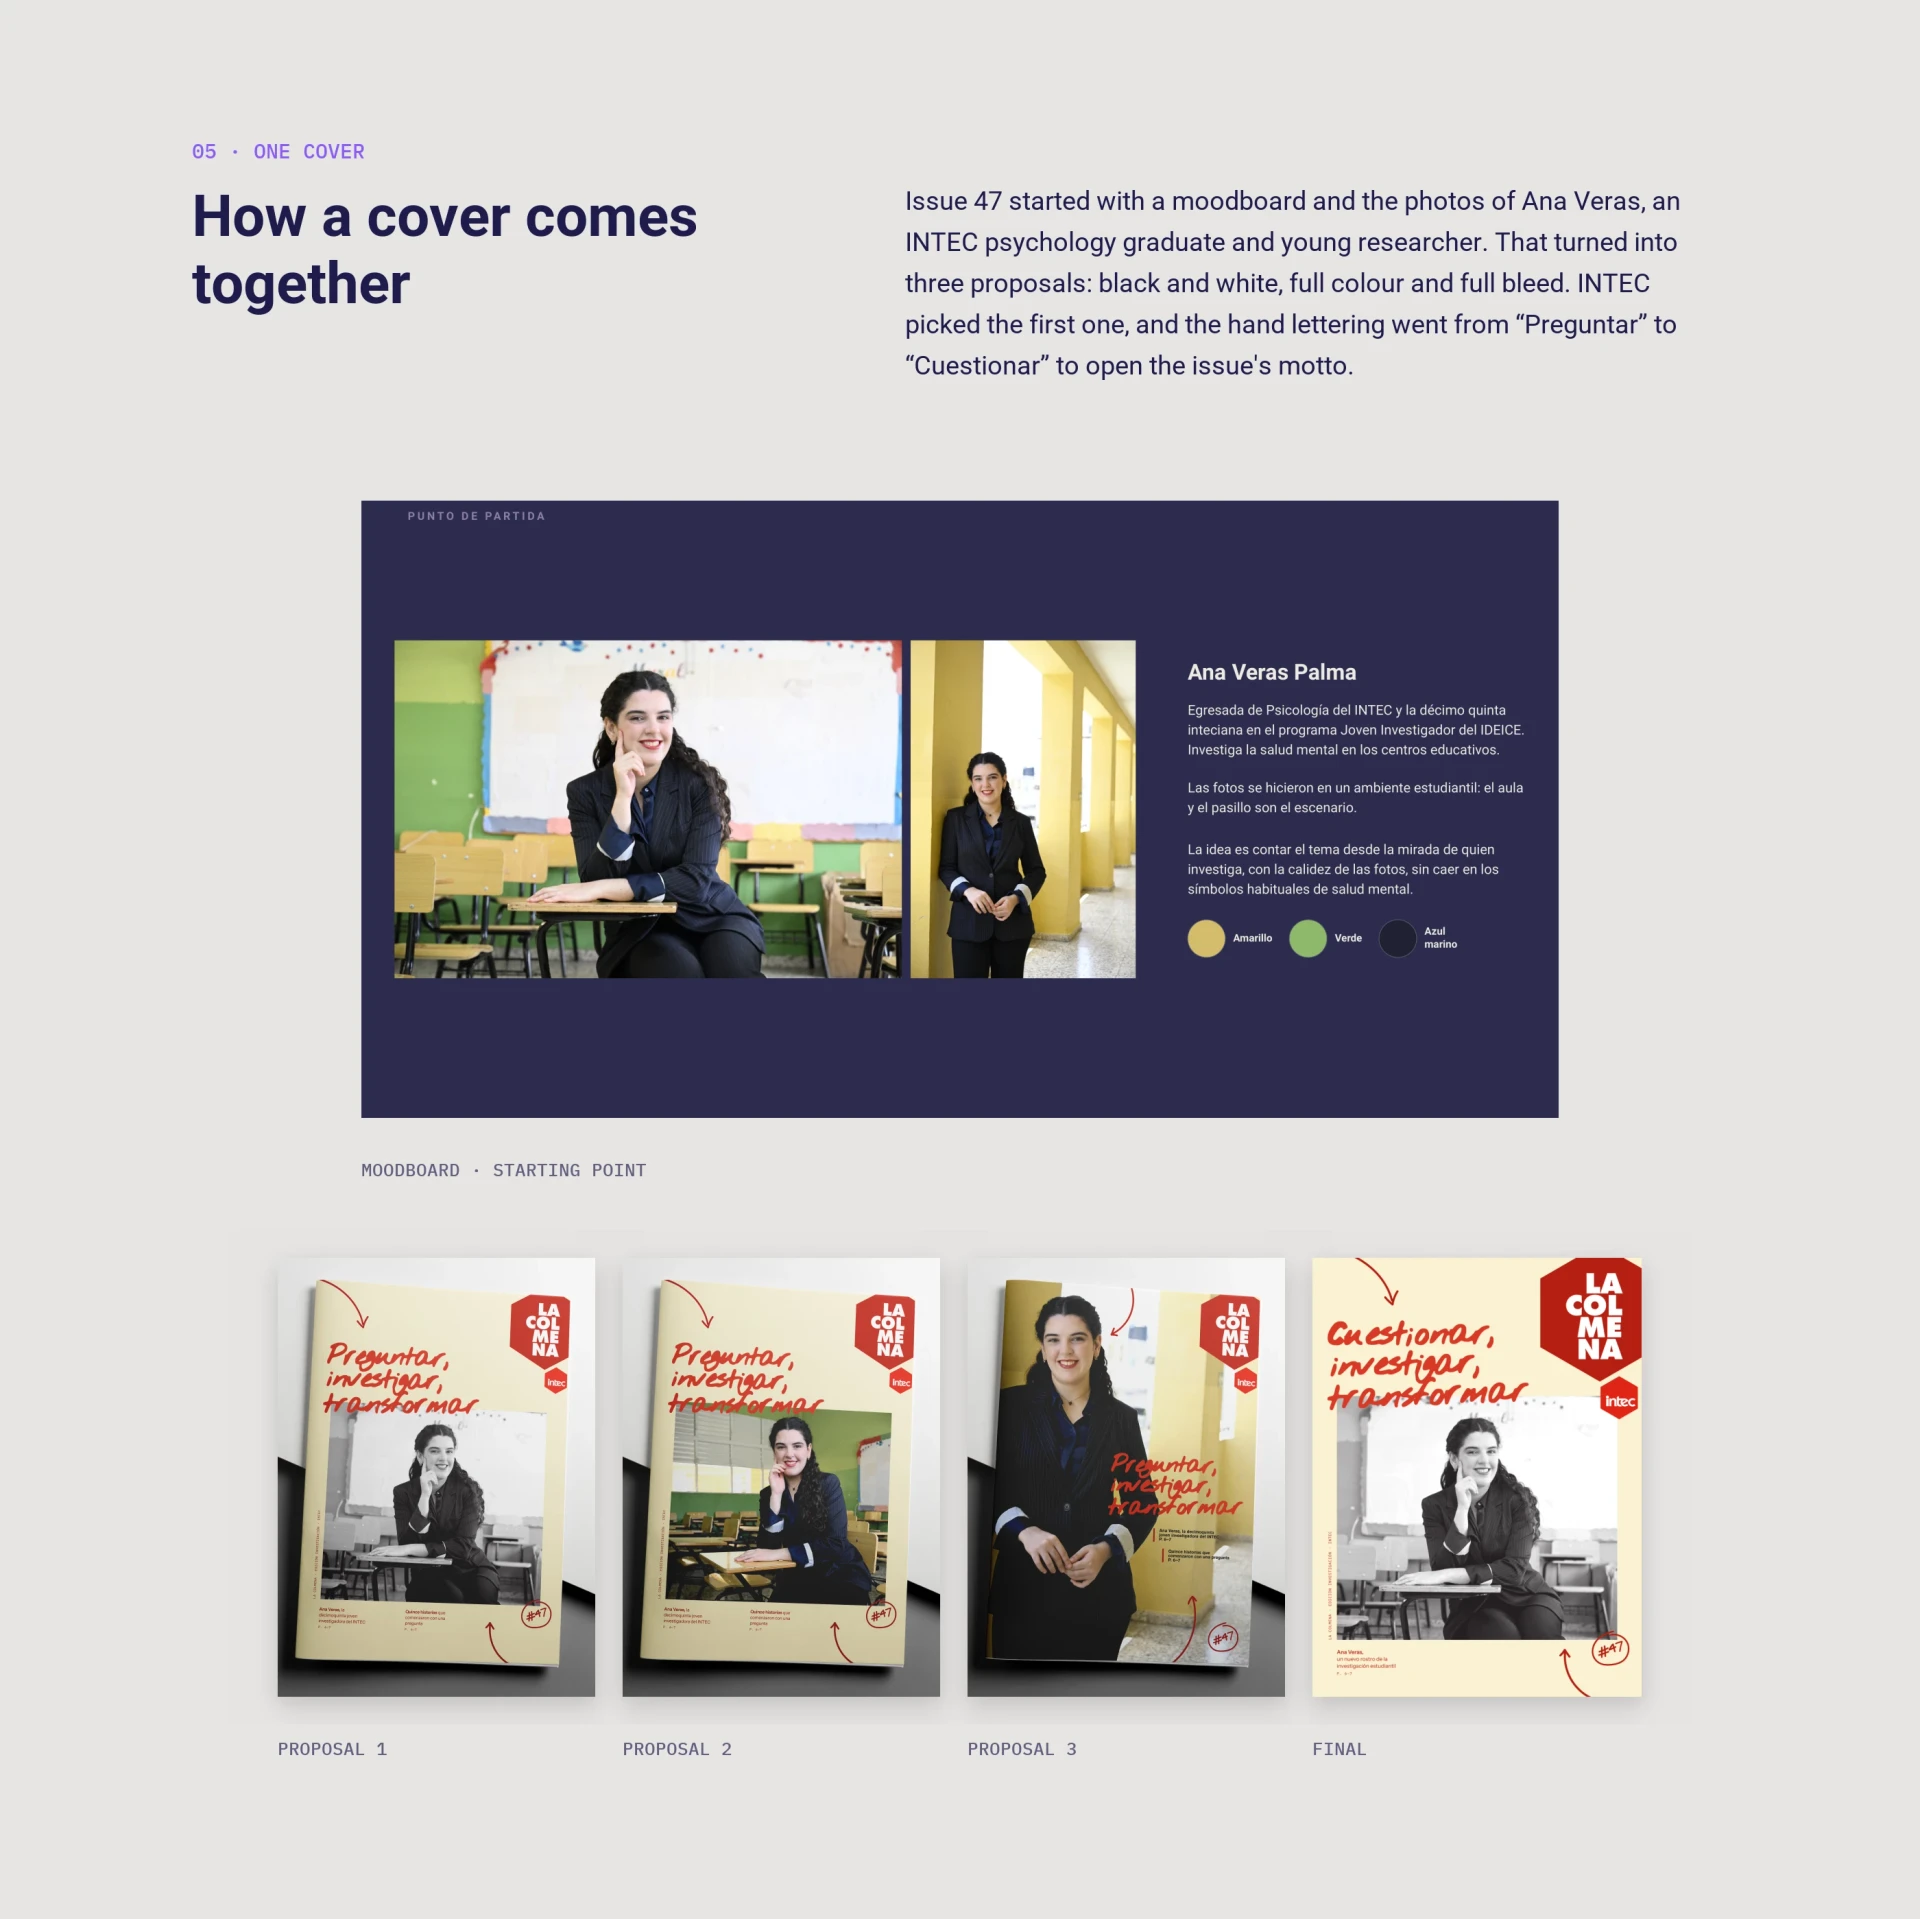 05 · ONE COVER
How a cover comes
together
Issue 47 started with a moodboard and the photos of Ana Veras, an
INTEC psychology graduate and young researcher. That turned into
three proposals: black and white, full colour and full bleed. INTEC
picked the first one, and the hand lettering went from “Preguntar” to
“Cuestionar” to open the issue's motto.
PUNTO DE PARTIDA
Ana Veras Palma
Egresada de Psicología del INTEC y la décimo quinta
inteciana en el programa Joven Investigador del IDEICE.
Investiga la salud mental en los centros educativos.
Las fotos se hicieron en un ambiente estudiantil: el aula
y el pasillo son el escenario.
La idea es contar el tema desde la mirada de quien
investiga, con la calidez de las fotos, sin caer en los
símbolos habituales de salud mental.
Amarillo
Verde
Azul
marino
MOODBOARD · STARTING POINT
LA
COL
ME
NA
Intec
Preguntar,
investigar,
transformar
#47
PROPOSAL 1
LA
COL
ME
NA
Intec
Preguntar,
investigar,
transformar
#47
PROPOSAL 2
LA
COL
ME
NA
Intec
Preguntar,
investigar,
transformar
#47
PROPOSAL 3
LA
COL
ME
NA
Intec
Cuestionar,
investigar,
transformar
Ana Veras,
un nuevo rostro de la
investigación estudiantil
#47
FINAL